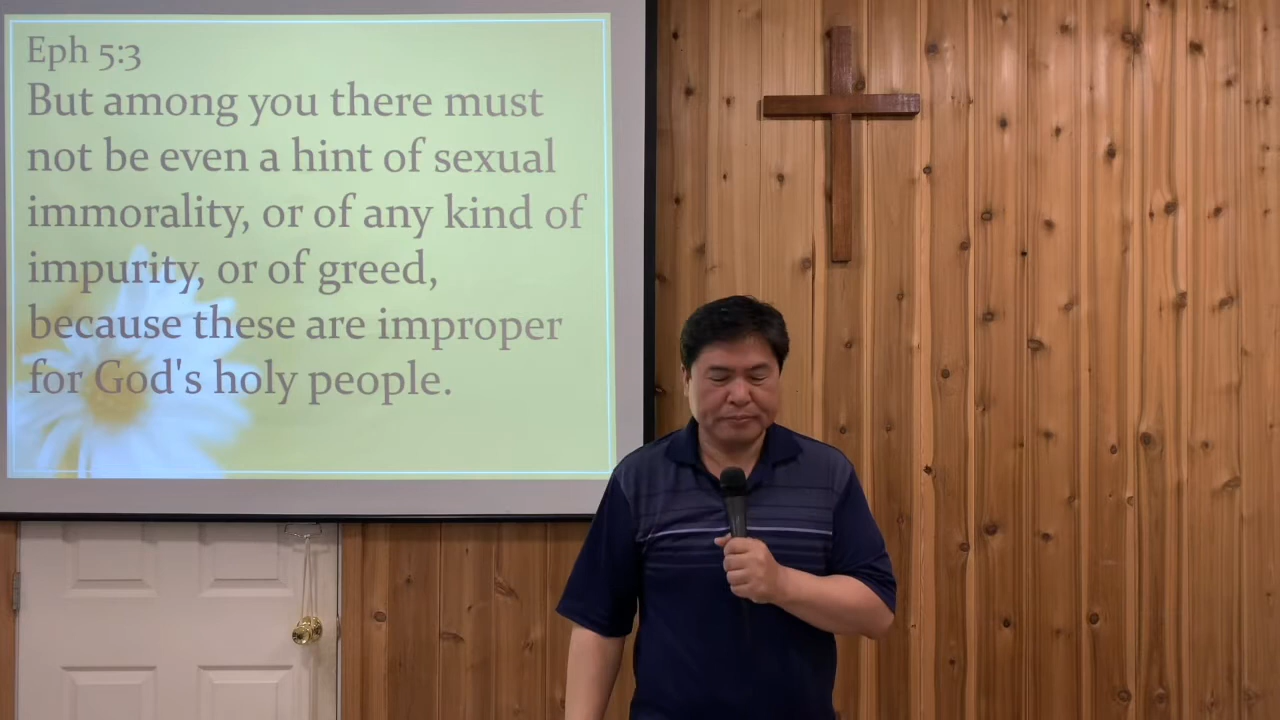 Eph 5:3
But among you there must
not be even a hint of sexual
immorality, or of any kind of
impurity, or of greed,
because these are improper
for God's holy people.